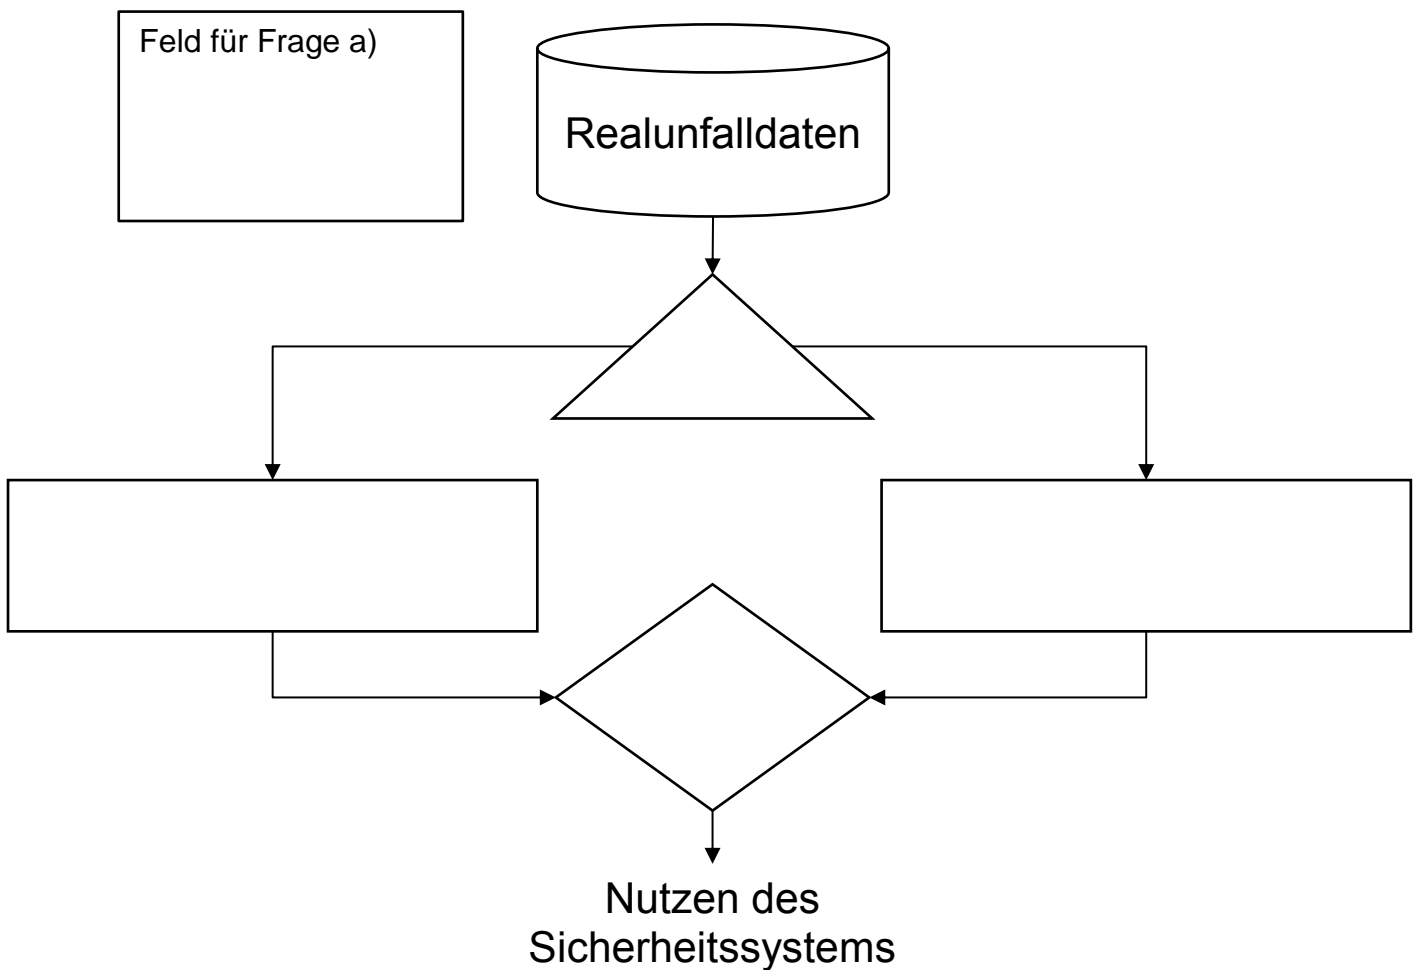 Feld für Frage a)
Realunfalldaten
Nutzen des
Sicherheitssystems